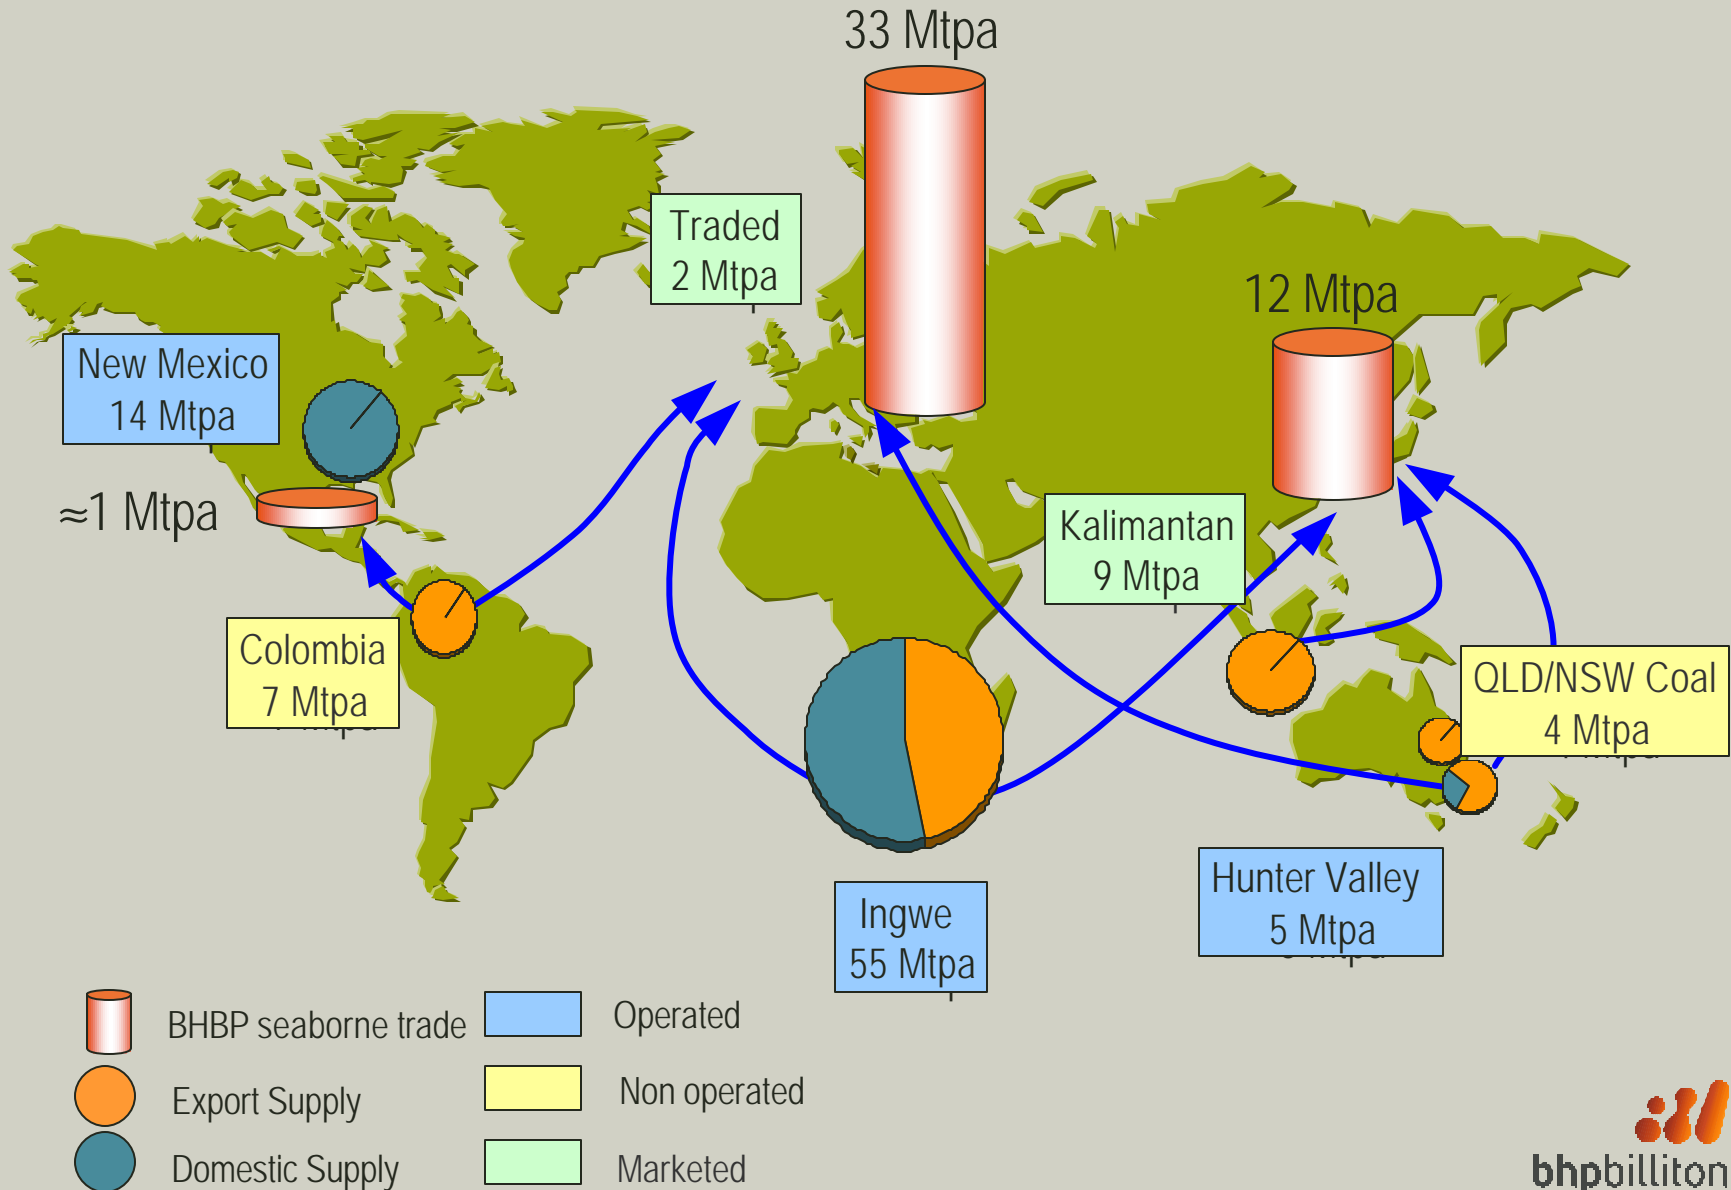 33 Mtpa
Traded
2 Mtpa
12 Mtpa
New Mexico
14 Mtpa
≈1 Mtpa
Kalimantan
9 Mtpa
Colombia
7 Mtpa
QLD/NSW Coal
4 Mtpa
Hunter Valley
5 Mtpa
Ingwe
55 Mtpa
BHBP seaborne trade
Operated
Export Supply
Non operated
Domestic Supply
Marketed
bhpbilliton